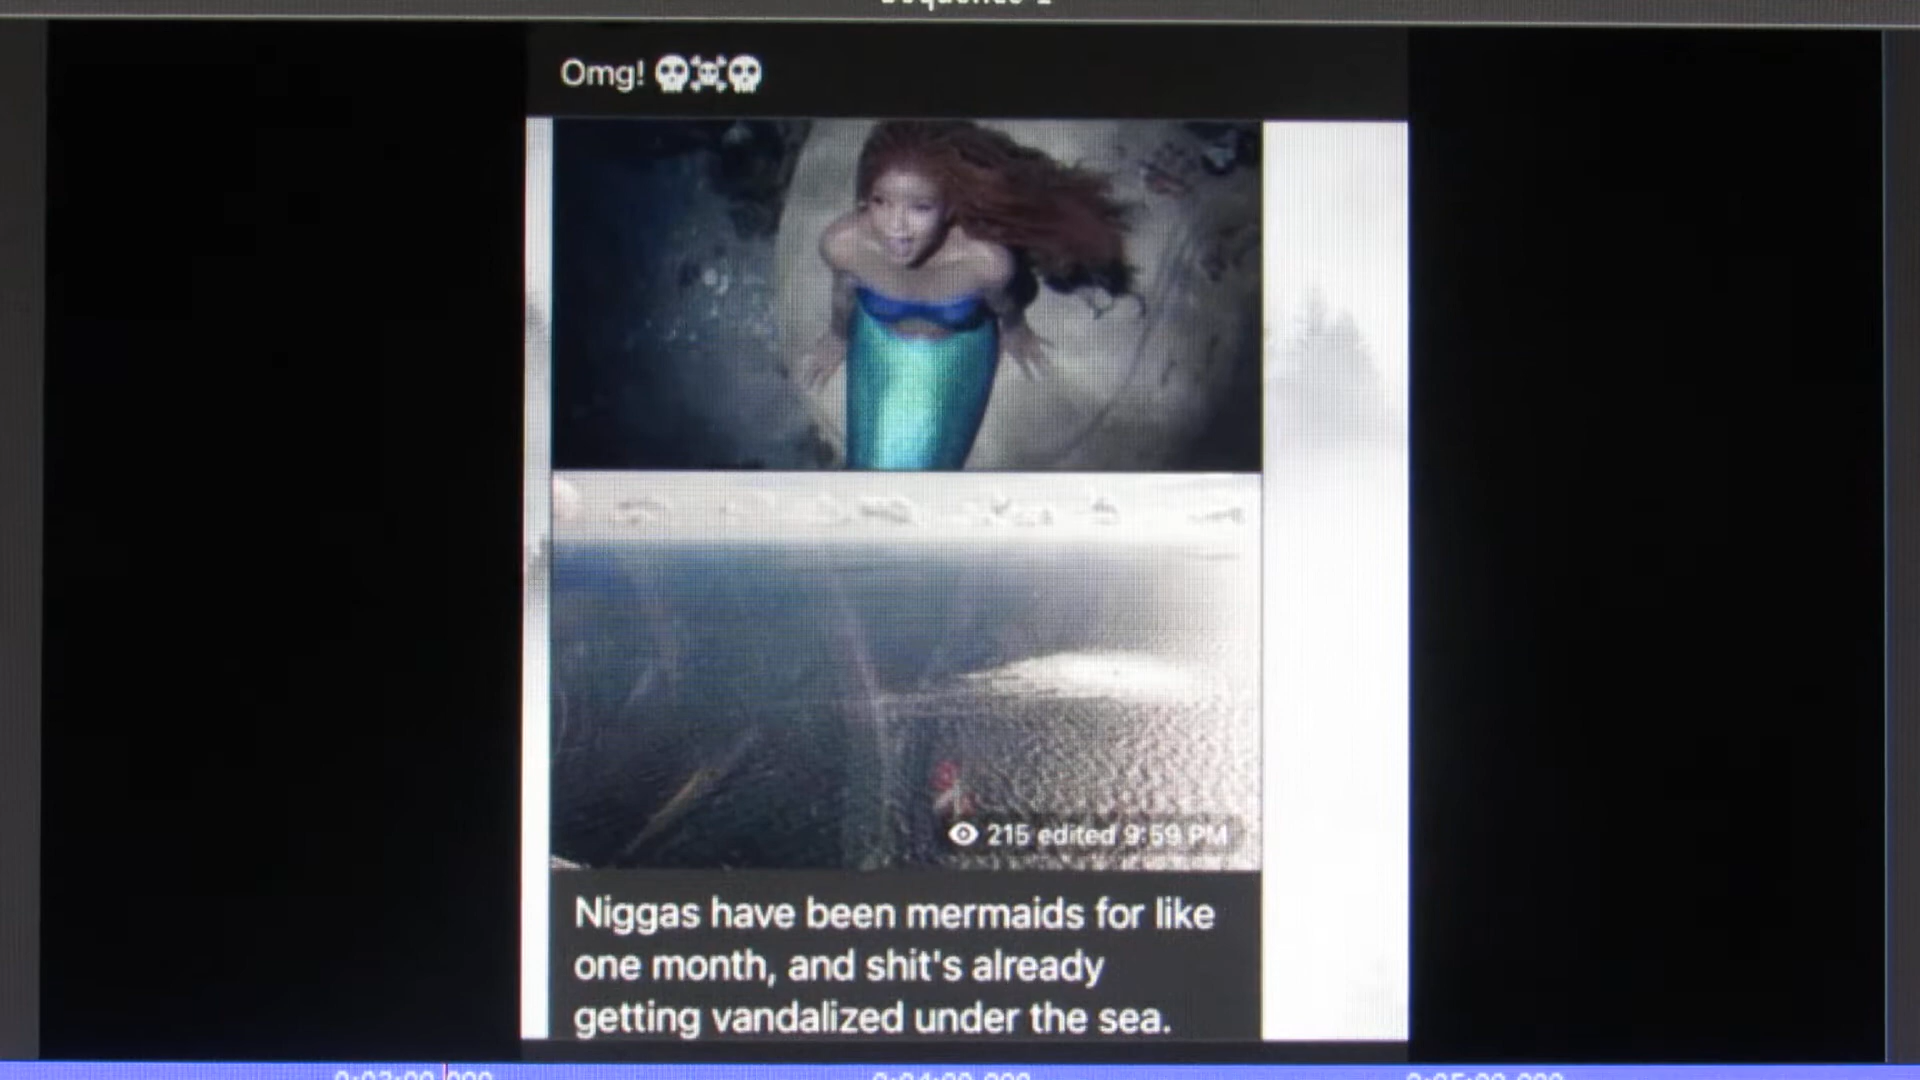 Omg! 💀☠💀
215 edited 9:59 PM
Niggas have been mermaids for like
one month, and shit's already
getting vandalized under the sea.